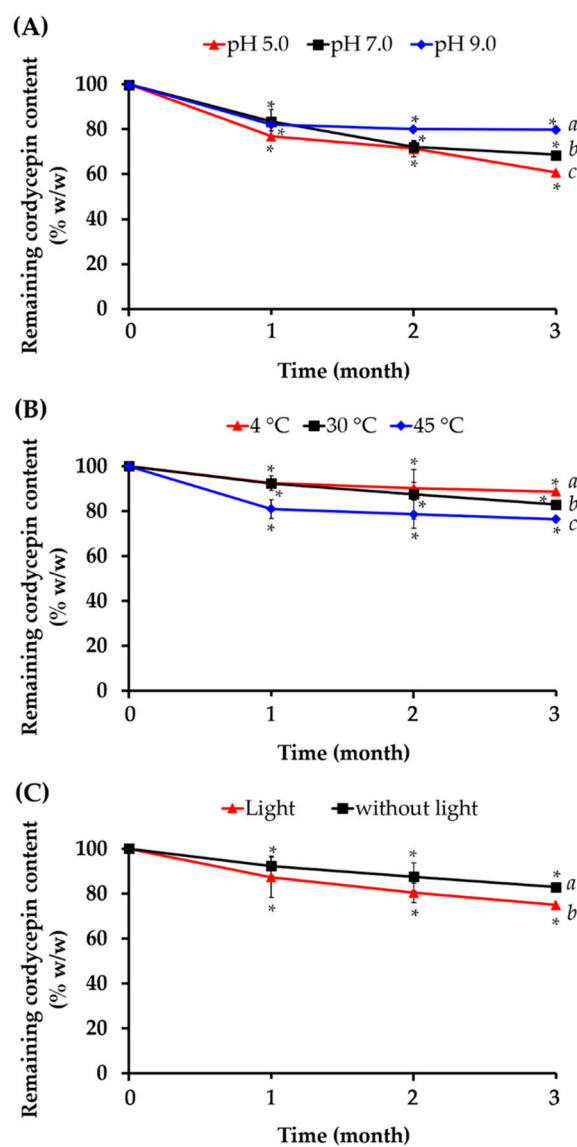 (A)
pH 5.0 pH 7.0 pH 9.0
Remaining cordycepin content
(% w/w)
100
80
60
40
20
0
* * * * * * * * *
a
b
c
0 1 2 3
Time (month)
(B)
4 °C 30 °C 45 °C
Remaining cordycepin content
(% w/w)
100
80
60
40
20
0
* * * * * * * * *
a
b
c
0 1 2 3
Time (month)
(C)
Light without light
Remaining cordycepin content
(% w/w)
100
80
60
40
20
0
* * * * * *
a
b
0 1 2 3
Time (month)